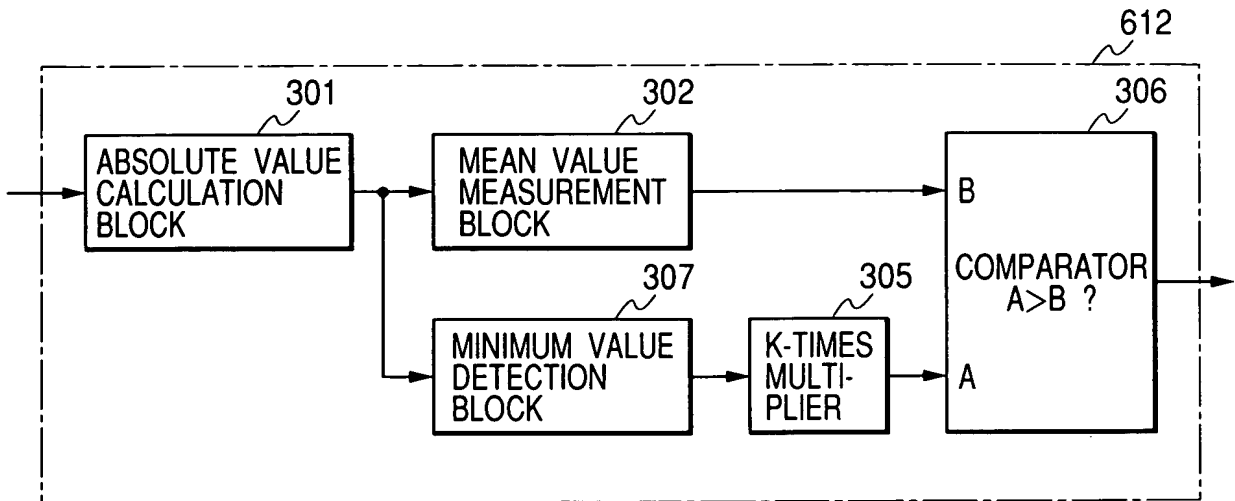 612
301
302
306
ABSOLUTE VALUE
CALCULATION
BLOCK
MEAN VALUE
MEASUREMENT
BLOCK
B
COMPARATOR
A>B ?
307
305
MINIMUM VALUE
DETECTION
BLOCK
K-TIMES
MULTI-
PLIER
A